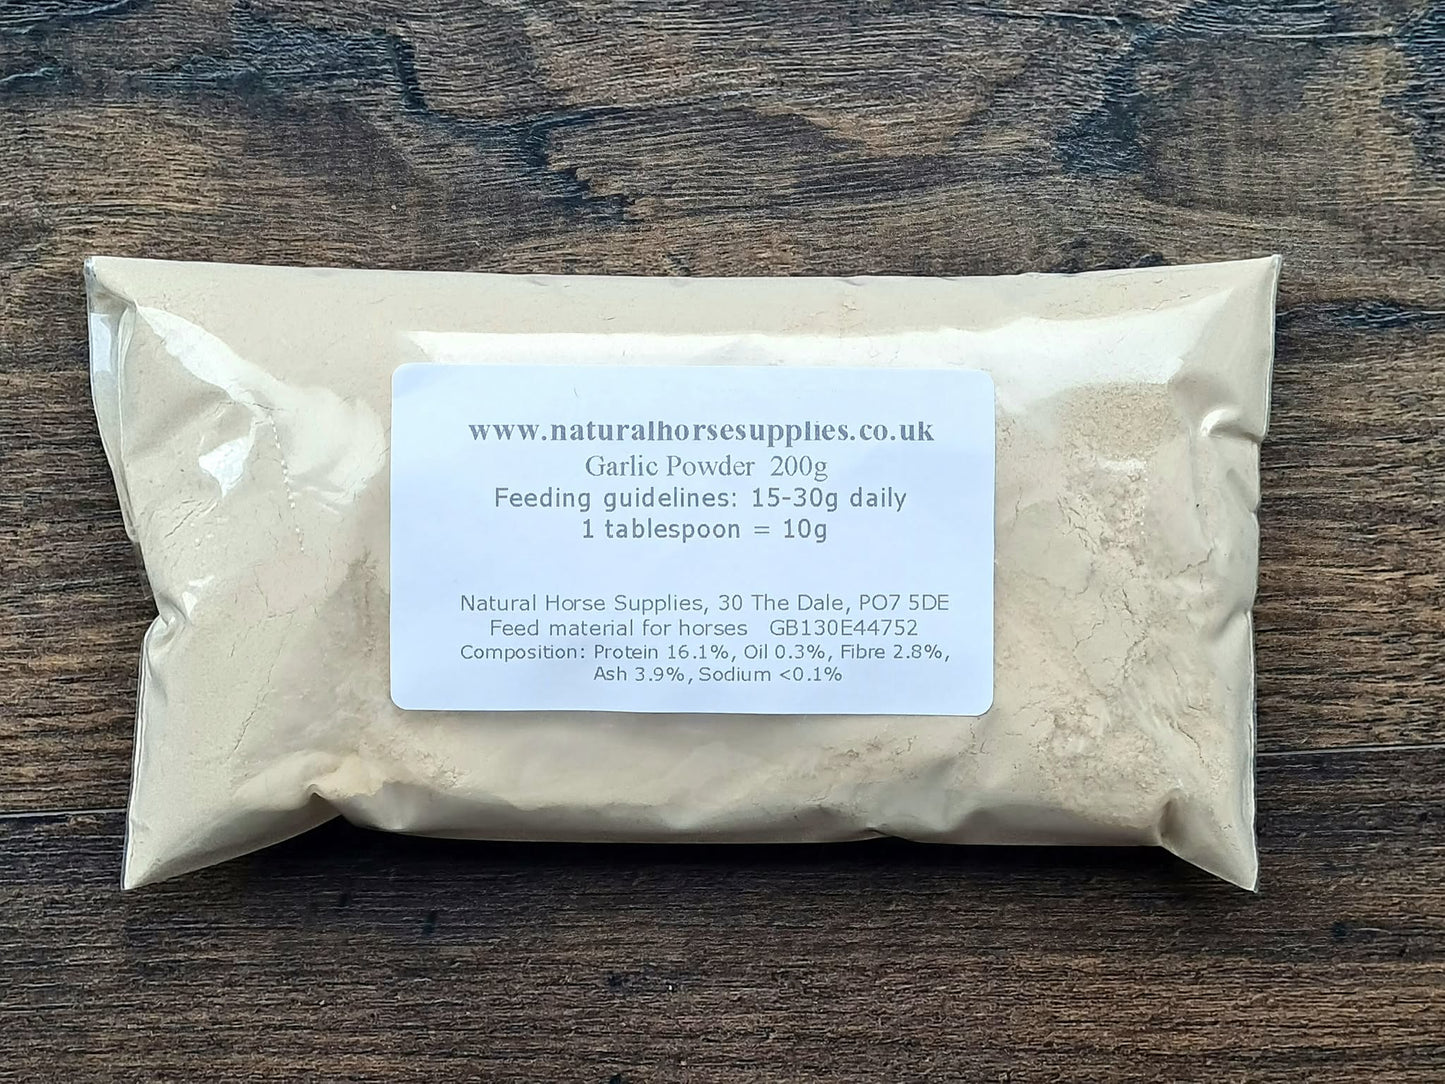 www.naturalhorsesupplies.co.uk
Garlic Powder 200g
Feeding guidelines: 15-30g daily
1 tablespoon = 10g
Natural Horse Supplies, 30 The Dale, PO7 5DE
Feed material for horses GB130E44752
Composition: Protein 16.1%, Oil 0.3%, Fibre 2.8%,
Ash 3.9%, Sodium <0.1%